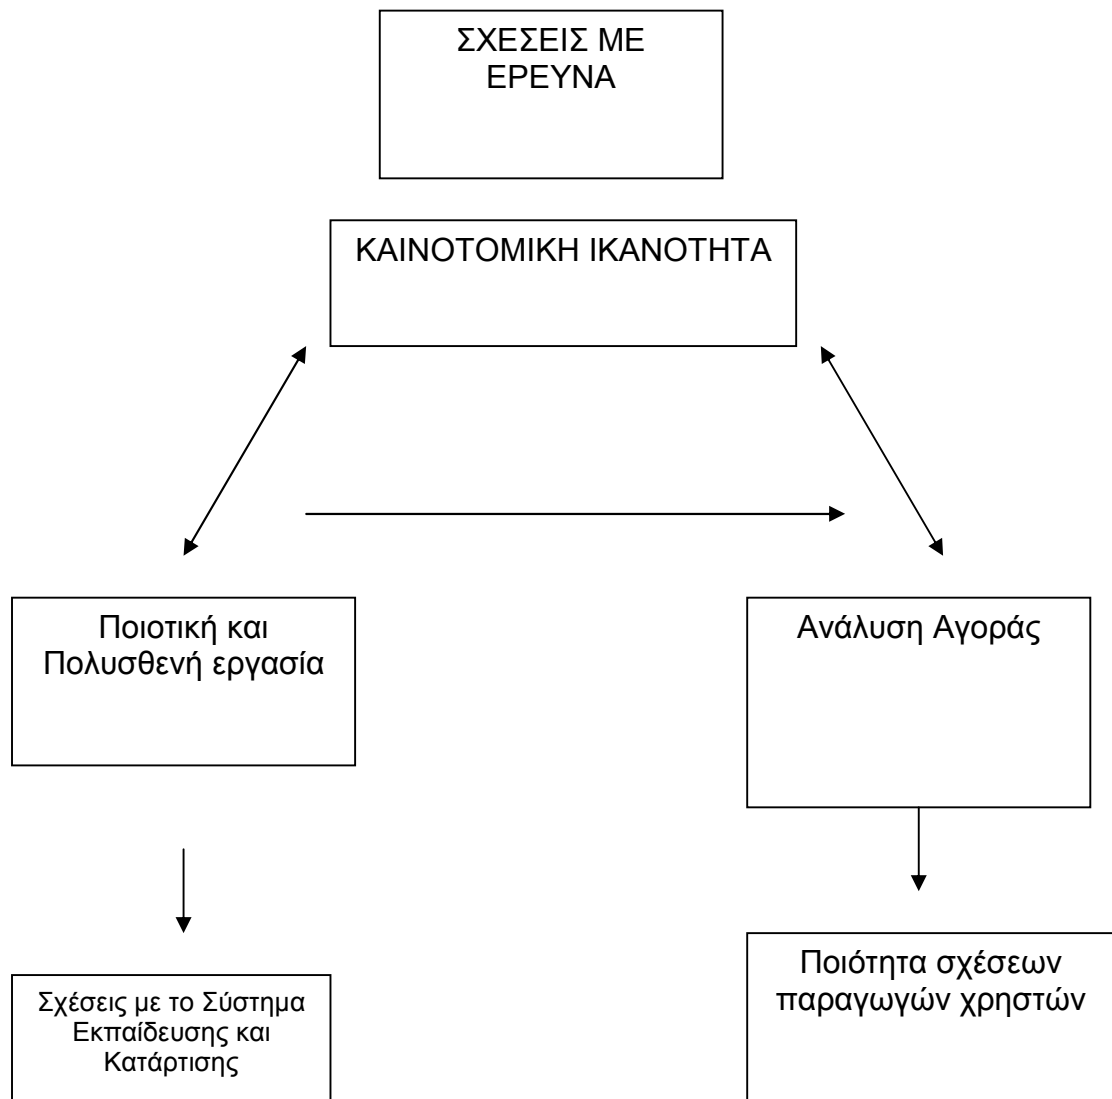 ΣΧΕΣΕΙΣ ΜΕ
ΕΡΕΥΝΑ
ΚΑΙΝΟΤΟΜΙΚΗ ΙΚΑΝΟΤΗΤΑ
Ποιοτική και
Πολυσθενή εργασία
Ανάλυση Αγοράς
Σχέσεις με το Σύστημα
Εκπαίδευσης και
Κατάρτισης
Ποιότητα σχέσεων
παραγωγών χρηστών